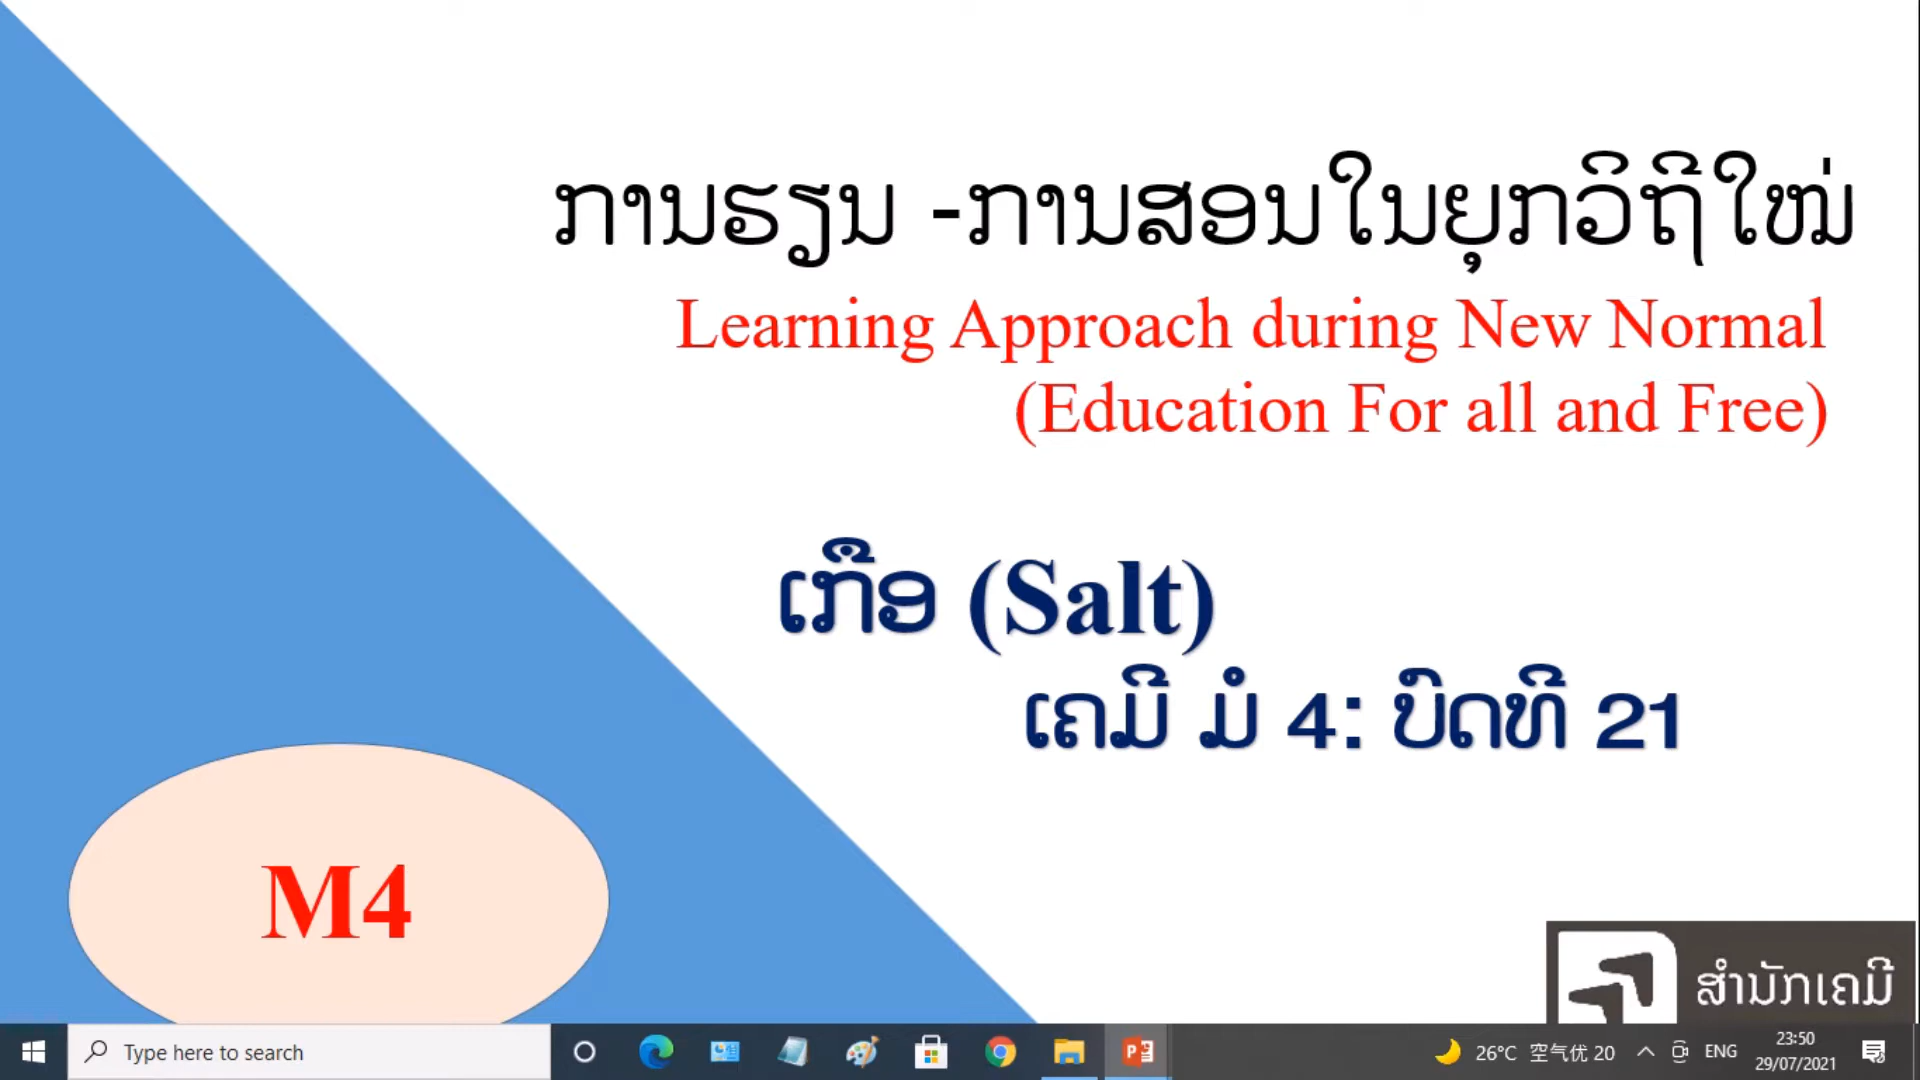 ການຮຽນ -ການສອນໃນຍຸກວິຖີໃໝ່
Learning Approach during New Normal
(Education For all and Free)
ເກືອ (Salt)
ເຄມີ ມໍ 4: ບົດທີ 21
M4
ສຳນັກເຄມີ
Type here to search
26°C 空气优 20
ENG
23:50
29/07/2021